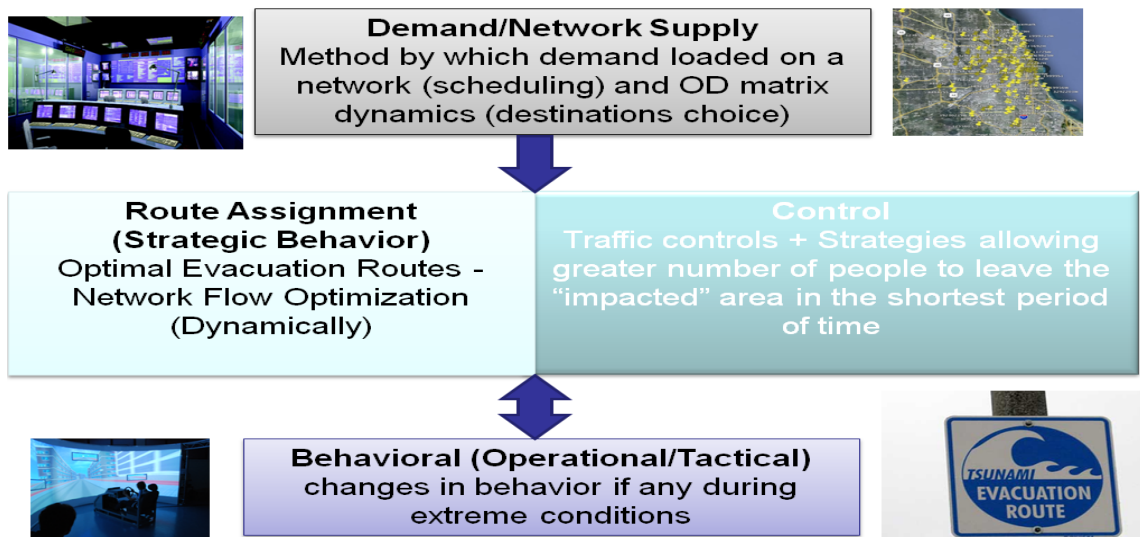 Demand/Network Supply
Method by which demand loaded on a
network (scheduling) and OD matrix
dynamics (destinations choice)
Route Assignment
(Strategic Behavior)
Optimal Evacuation Routes -
Network Flow Optimization
(Dynamically)
Control
Traffic controls + Strategies allowing
greater number of people to leave the
“impacted” area in the shortest period
of time
Behavioral (Operational/Tactical)
changes in behavior if any during
extreme conditions
TSUNAMI
EVACUATION
ROUTE